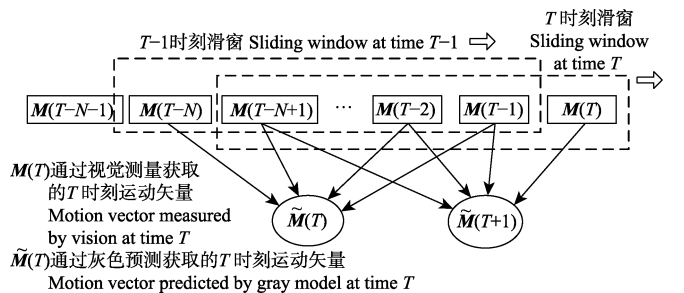 T−1时刻滑窗 Sliding window at time T−1
T 时刻滑窗
Sliding window
at time T
M(T−N−1) M(T−N) M(T−N+1) ··· M(T−2) M(T−1) M(T)
M(T)通过视觉测量获取
的T 时刻运动矢量
Motion vector measured
by vision at time T
M̃(T) M̃(T+1)
M̃(T)通过灰色预测获取的T 时刻运动矢量
Motion vector predicted by gray model at time T